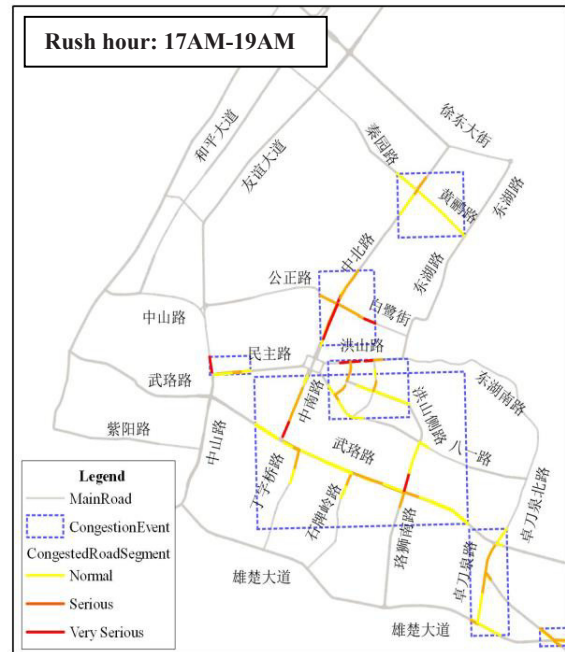 Rush hour: 17AM-19AM
徐东大街
和平大道
秦园路
友谊大道
黄鹂路
东湖路
中北路
东湖路
公正路
白鹭街
中山路
洪山路
民主路
武珞路
东湖南路
中南路
洪山侧路
紫阳路
中山路
武珞路
八一路
丁字桥路
石牌岭路
卓刀泉北路
珞狮南路
卓刀泉路
雄楚大道
雄楚大道
Legend
MainRoad
CongestionEvent
CongestedRoadSegment
Normal
Serious
Very Serious